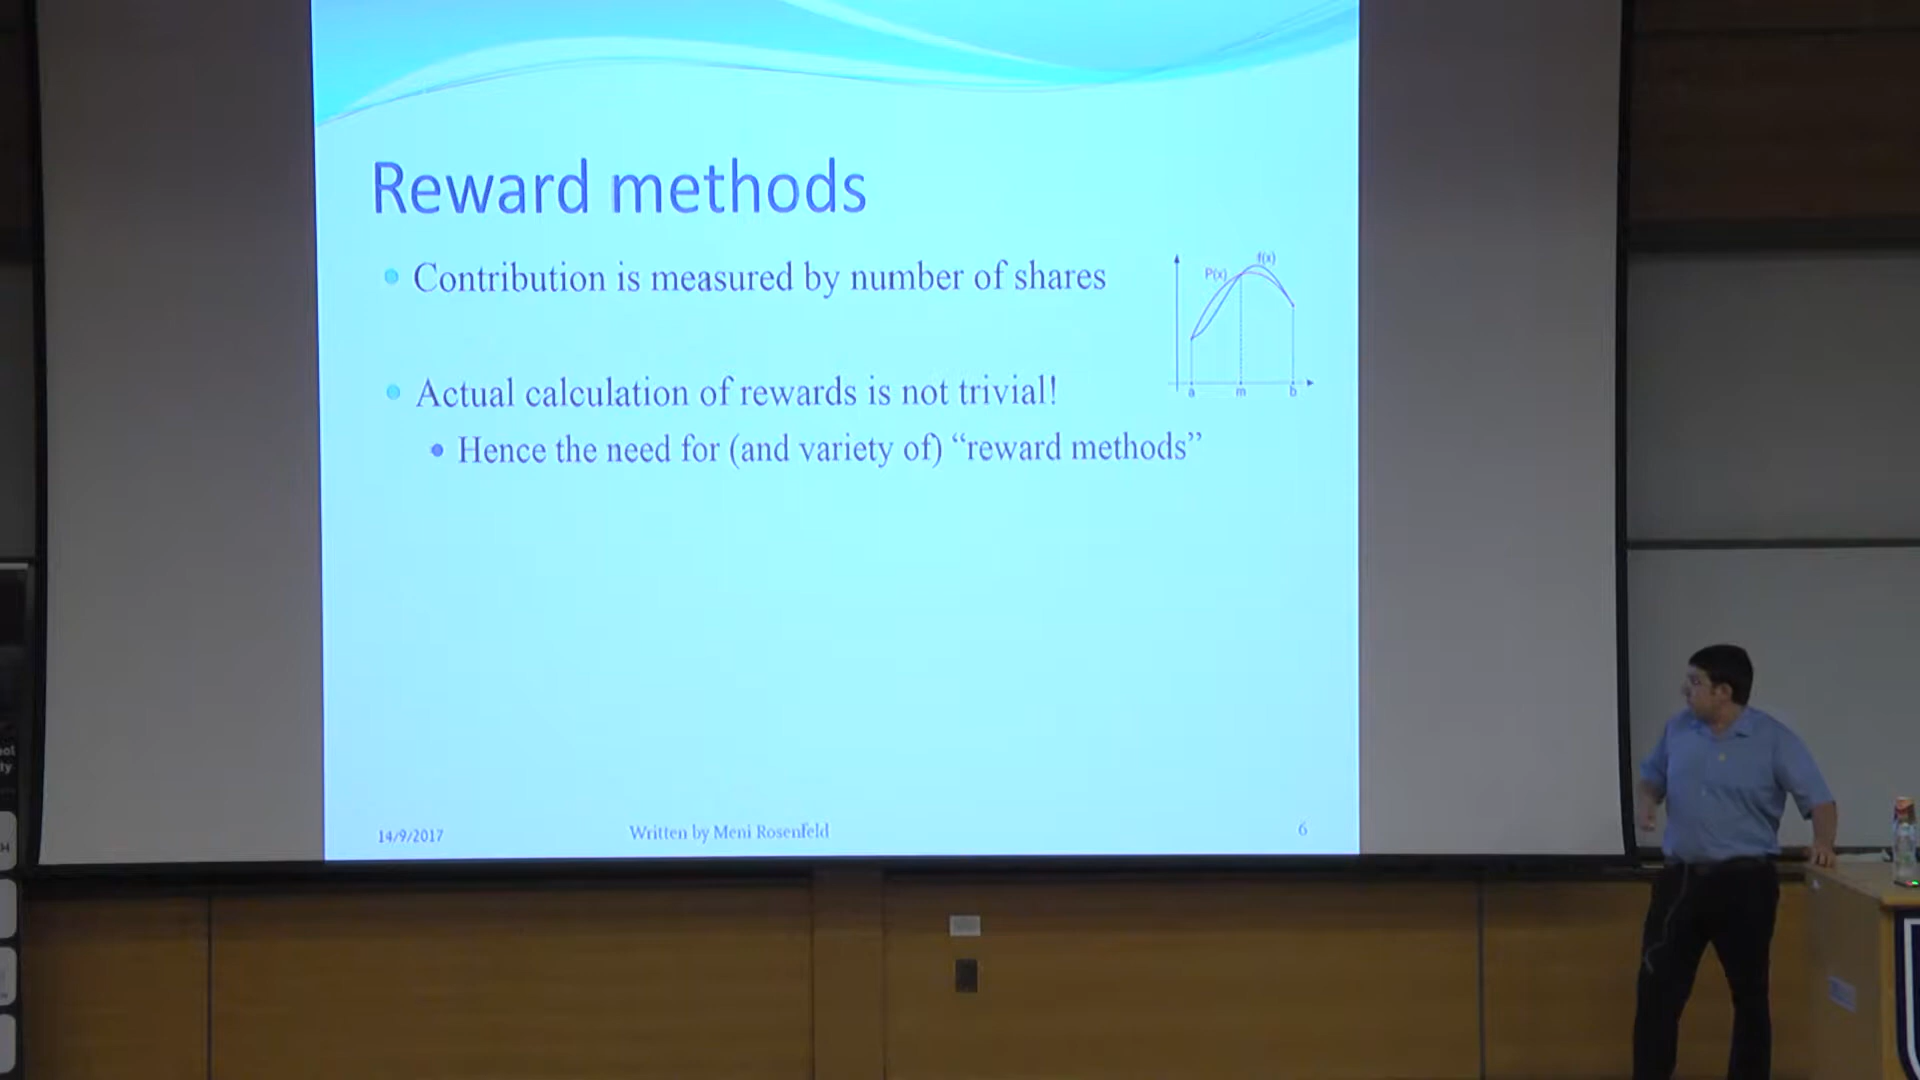 Reward methods
Contribution is measured by number of shares
P(x)
f(x)
a
m
b
Actual calculation of rewards is not trivial!
Hence the need for (and variety of) “reward methods”
14/9/2017
Written by Meni Rosenfeld
6